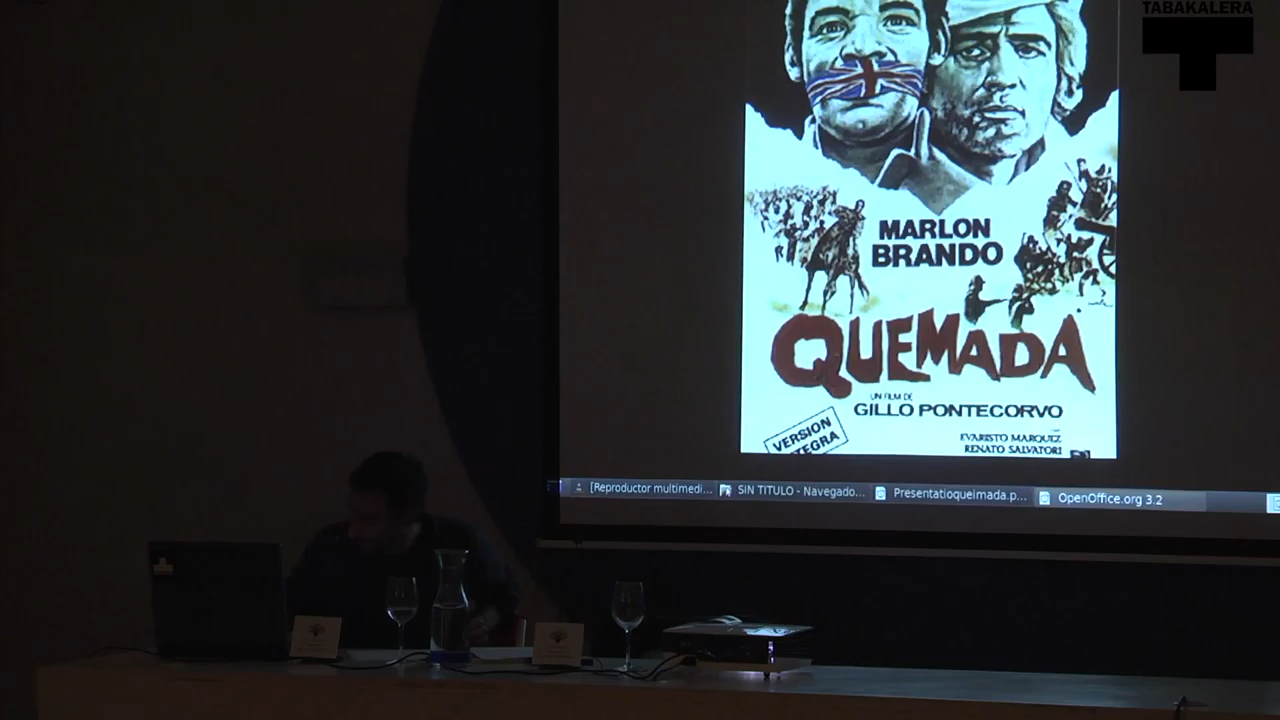 TABAKALERA
MARLON
BRANDO
QUEMADA
UN FILM DE
GILLO PONTECORVO
VERSION
EVARISTO MARQUEZ
RENATO SALVATORI
[Reproductor multimedi...
SIN TITULO - Navegado...
Presentatioqueimada.p...
OpenOffice.org 3.2